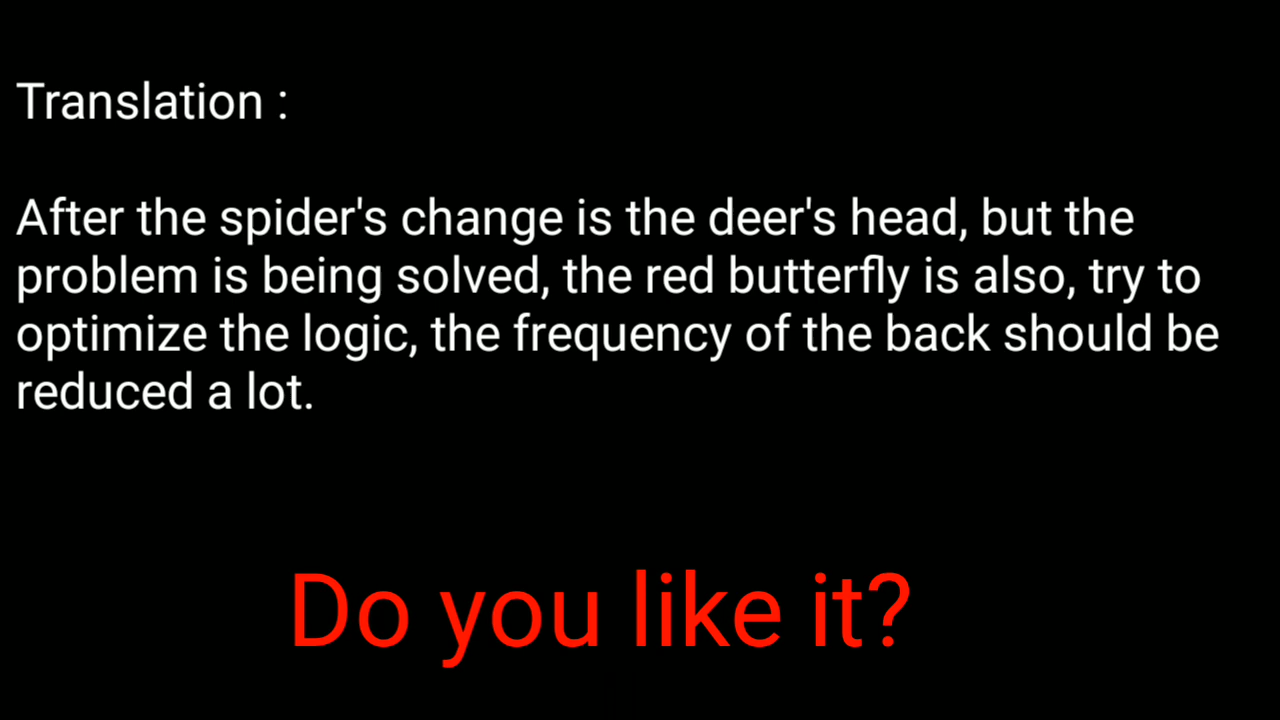 Translation :
After the spider's change is the deer's head, but the
problem is being solved, the red butterfly is also, try to
optimize the logic, the frequency of the back should be
reduced a lot.
Do you like it?